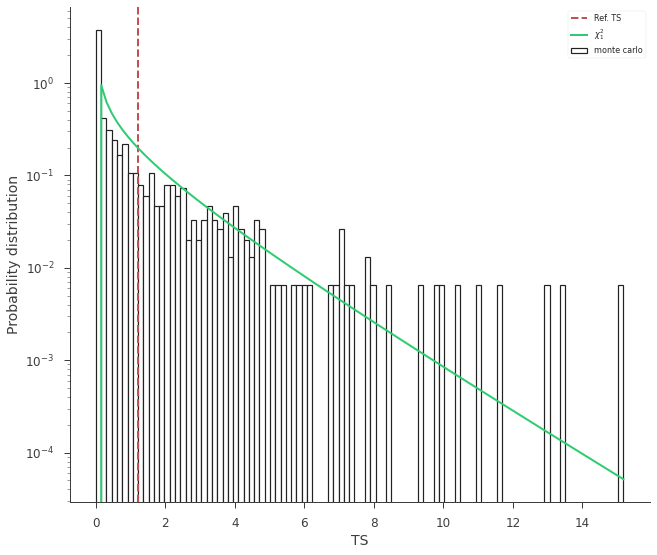 Ref. TS
χ₁²
monte carlo
Probability distribution
10⁰
10⁻¹
10⁻²
10⁻³
10⁻⁴
0 2 4 6 8 10 12 14
TS